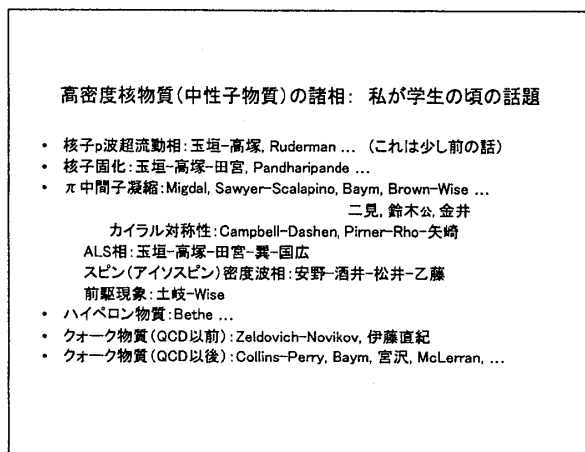 高密度核物質(中性子物質)の諸相: 私が学生の頃の話題
• 核子p波超流動相:玉垣-高塚, Ruderman ... (これは少し前の話)
• 核子固化:玉垣-高塚-田宮, Pandharipande ...
• π中間子凝縮:Migdal, Sawyer-Scalapino, Baym, Brown-Wise ...
二見, 鈴木公, 金井
カイラル対称性:Campbell-Dashen, Pirner-Rho-矢崎
ALS相:玉垣-高塚-田宮-巽-国広
スピン(アイソスピン)密度波相:安野-酒井-松井-乙藤
前駆現象:土岐-Wise
• ハイペロン物質:Bethe ...
• クォーク物質(QCD以前):Zeldovich-Novikov, 伊藤直紀
• クォーク物質(QCD以後):Collins-Perry, Baym, 宮沢, McLerran, ...